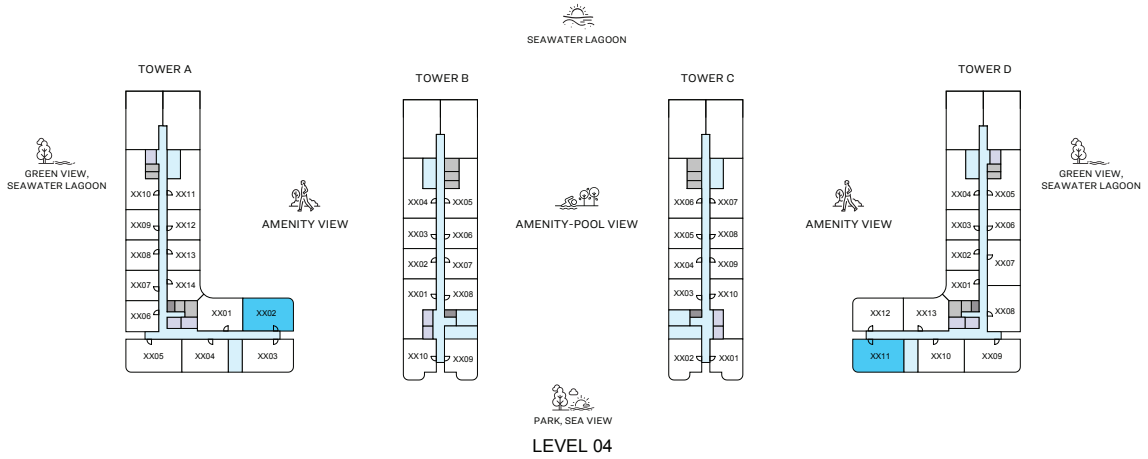 SEAWATER LAGOON
TOWER A
TOWER B
TOWER C
TOWER D
GREEN VIEW,
SEAWATER LAGOON
AMENITY VIEW
AMENITY-POOL VIEW
AMENITY VIEW
GREEN VIEW,
SEAWATER LAGOON
XX10 XX11
XX09 XX12
XX08 XX13
XX07 XX14
XX06 XX01 XX02
XX05 XX04 XX03
XX04 XX05
XX03 XX06
XX02 XX07
XX01 XX08
XX10 XX09
XX06 XX07
XX05 XX08
XX04 XX09
XX03 XX10
XX02 XX01
XX04 XX05
XX03 XX06
XX02 XX07
XX01
XX12 XX13 XX08
XX11 XX10 XX09
PARK, SEA VIEW
LEVEL 04